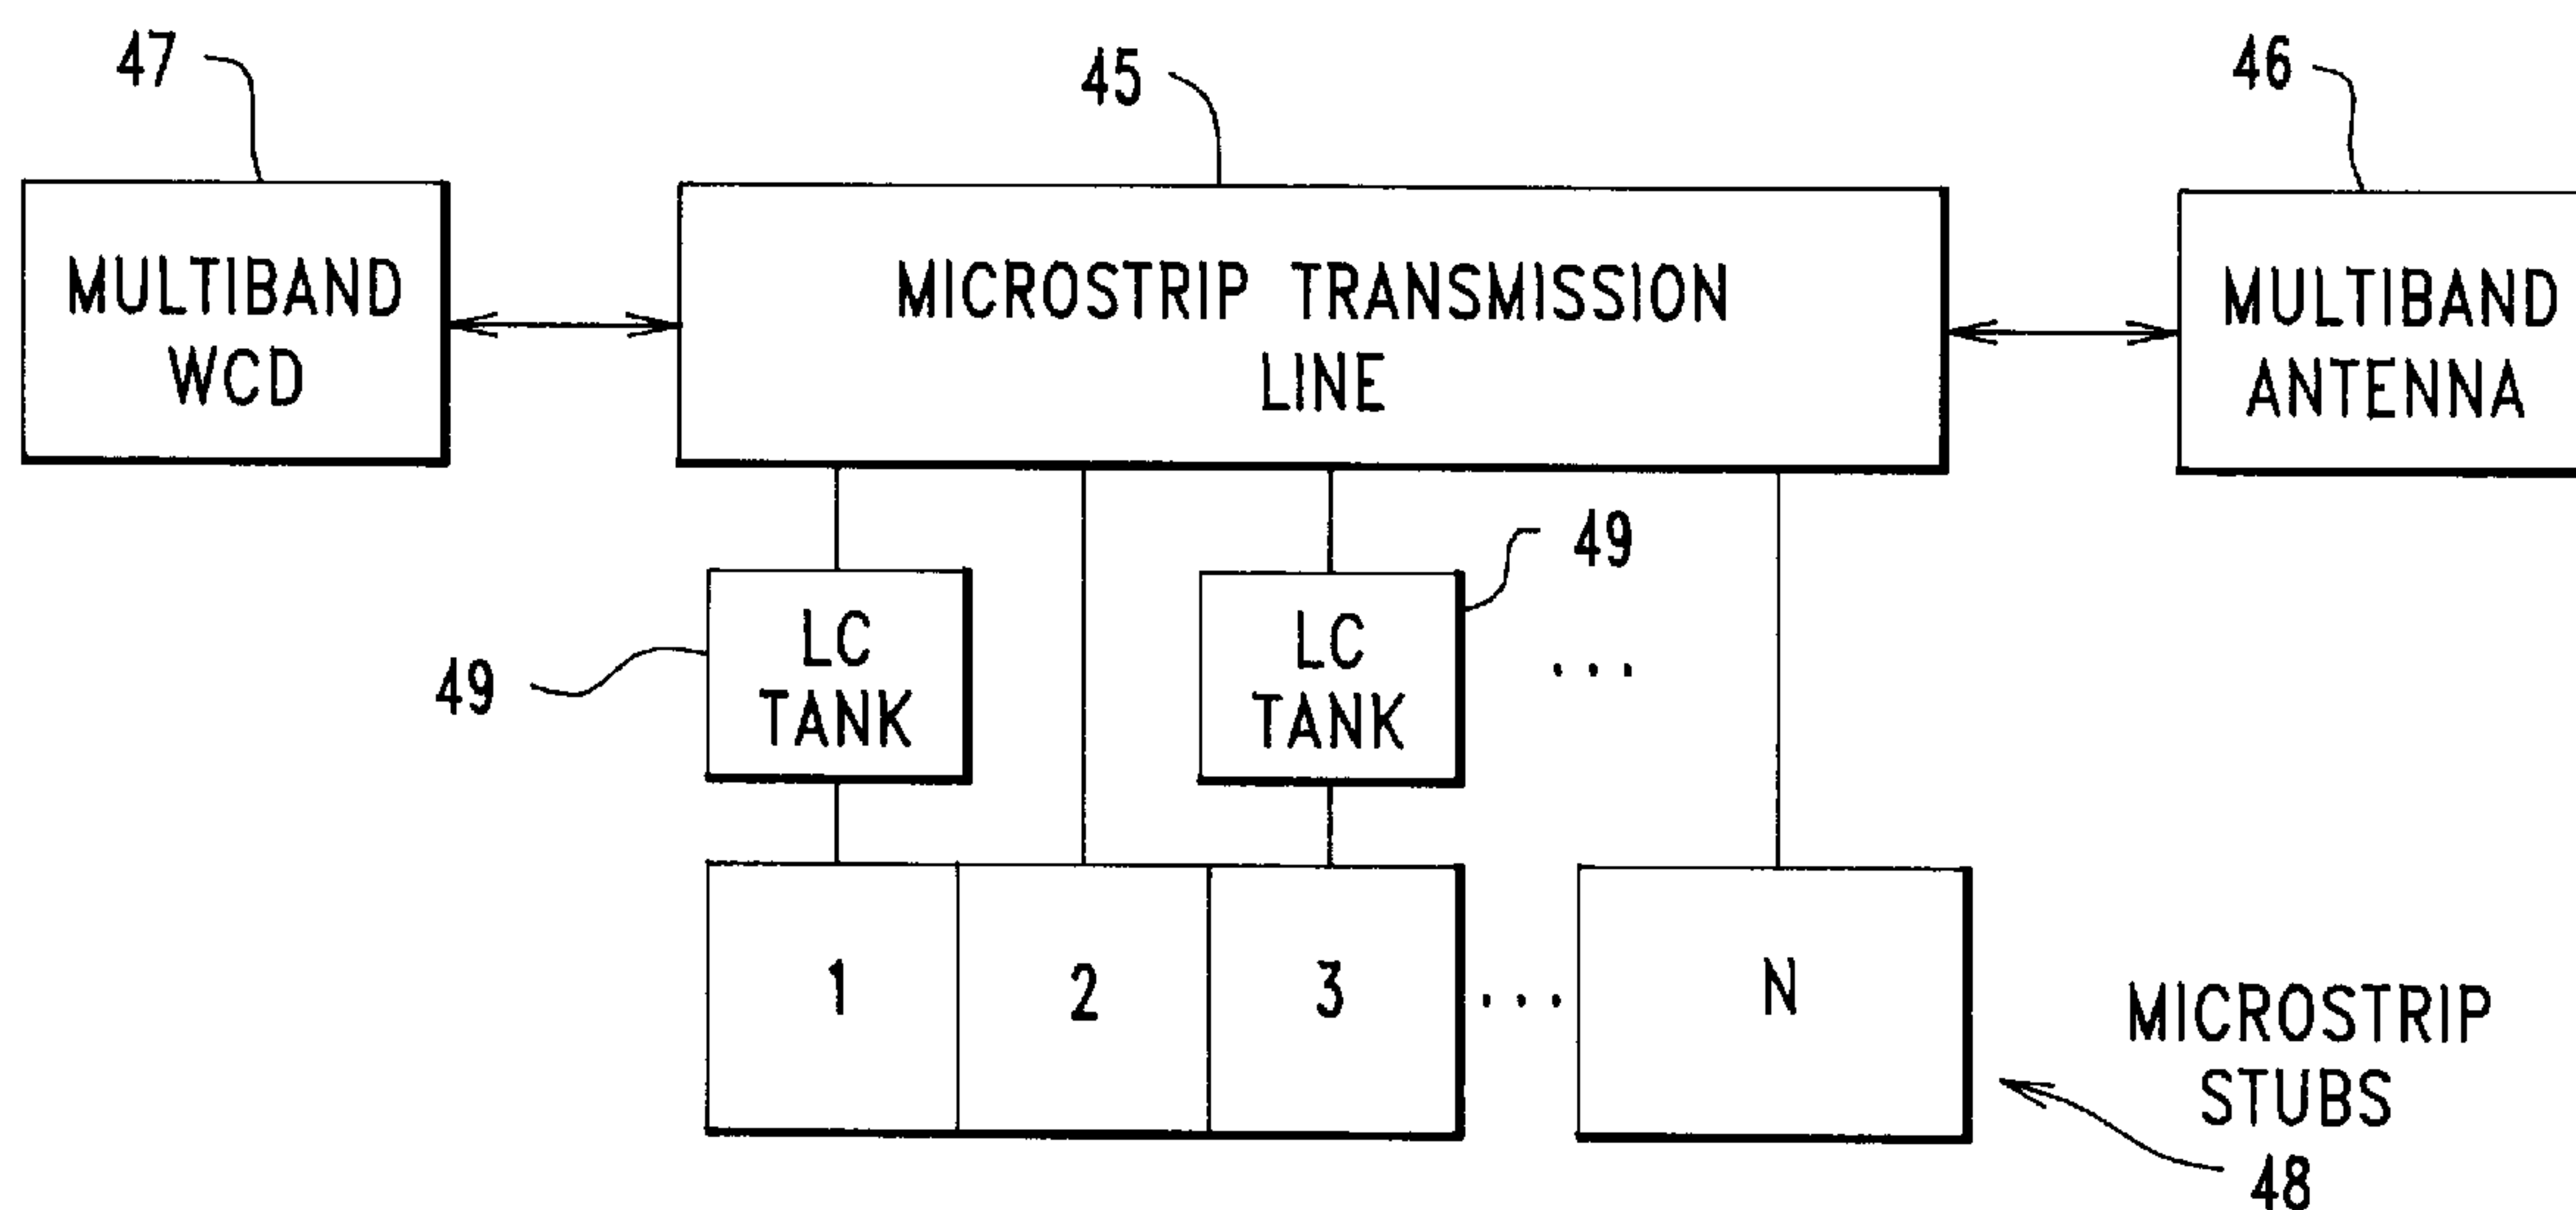 47
45
46
MULTIBAND
WCD
MICROSTRIP TRANSMISSION
LINE
MULTIBAND
ANTENNA
49
LC
TANK
LC
TANK
...
49
1
2
3
...
N
MICROSTRIP
STUBS
48